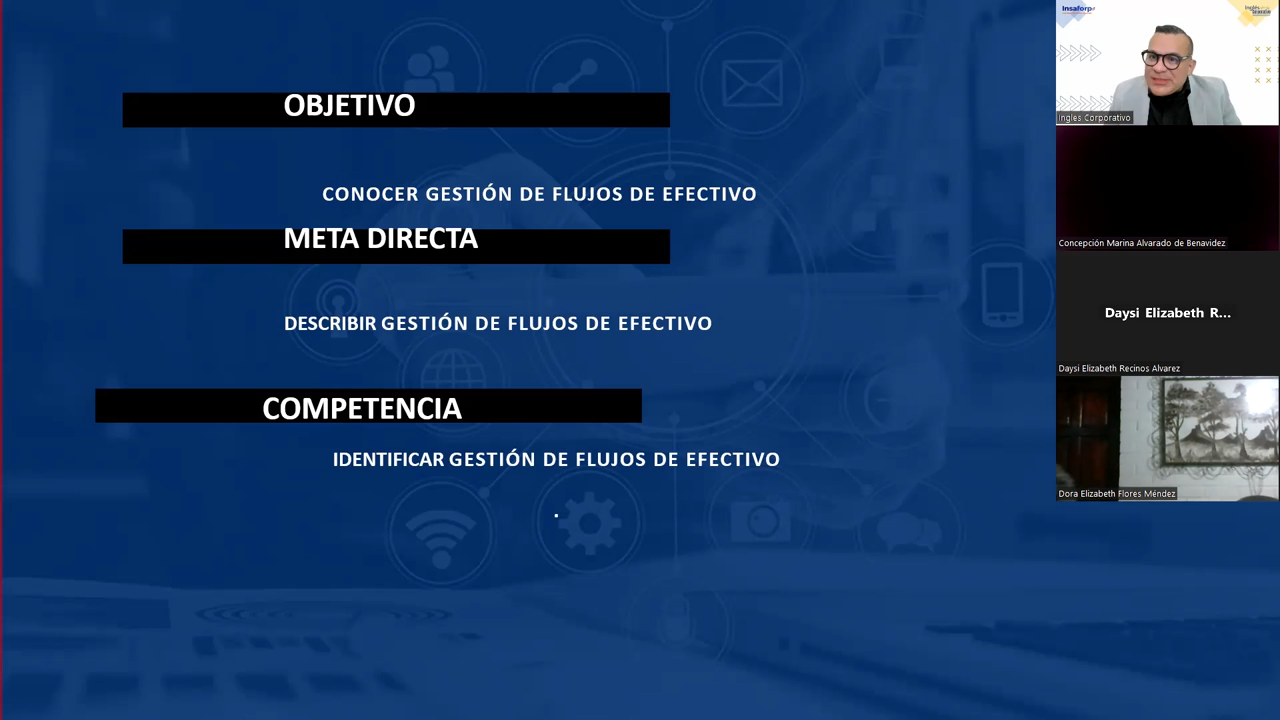 OBJETIVO
CONOCER GESTIÓN DE FLUJOS DE EFECTIVO
META DIRECTA
DESCRIBIR GESTIÓN DE FLUJOS DE EFECTIVO
COMPETENCIA
IDENTIFICAR GESTIÓN DE FLUJOS DE EFECTIVO
.
Insaforp
Ingles Corporativo
Concepción Marina Alvarado de Benavidez
Daysi Elizabeth R...
Daysi Elizabeth Recinos Alvarez
Dora Elizabeth Flores Méndez